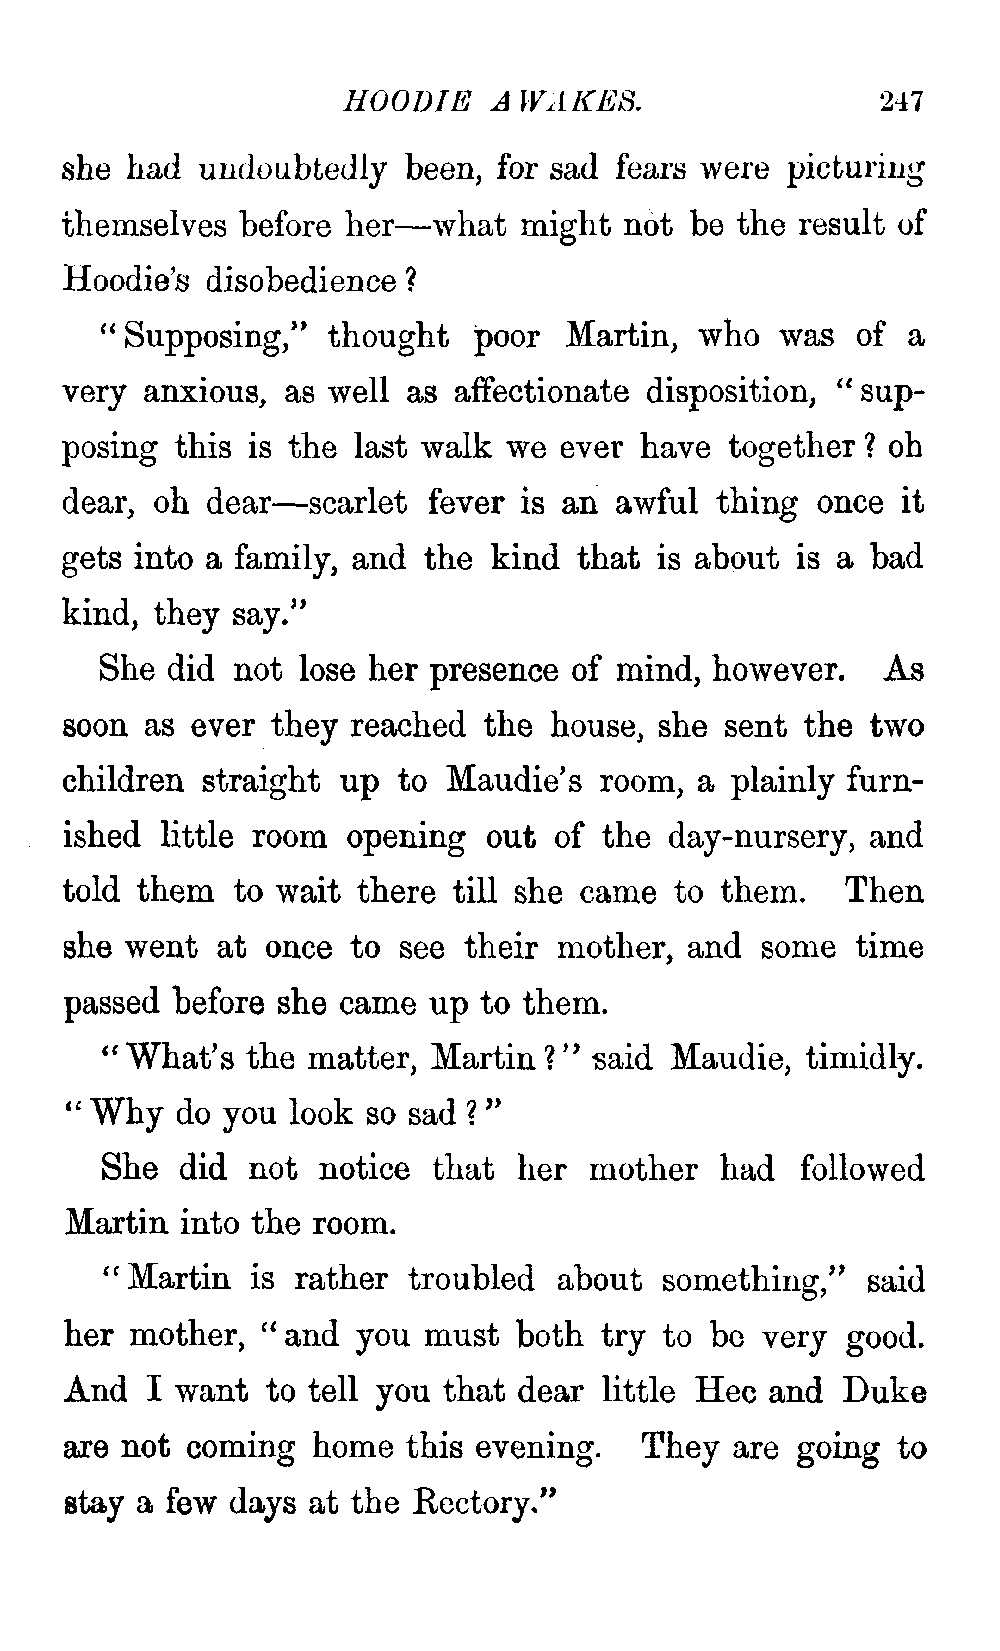 HOODIE AWAKES. 247
she had undoubtedly been, for sad fears were picturing
themselves before her—what might not be the result of
Hoodie's disobedience?
"Supposing," thought poor Martin, who was of a
very anxious, as well as affectionate disposition, "sup-
posing this is the last walk we ever have together? oh
dear, oh dear—scarlet fever is an awful thing once it
gets into a family, and the kind that is about is a bad
kind, they say."
She did not lose her presence of mind, however. As
soon as ever they reached the house, she sent the two
children straight up to Maudie's room, a plainly furn-
ished little room opening out of the day-nursery, and
told them to wait there till she came to them. Then
she went at once to see their mother, and some time
passed before she came up to them.
"What's the matter, Martin?" said Maudie, timidly.
"Why do you look so sad?"
She did not notice that her mother had followed
Martin into the room.
"Martin is rather troubled about something," said
her mother, "and you must both try to be very good.
And I want to tell you that dear little Hec and Duke
are not coming home this evening. They are going to
stay a few days at the Rectory."